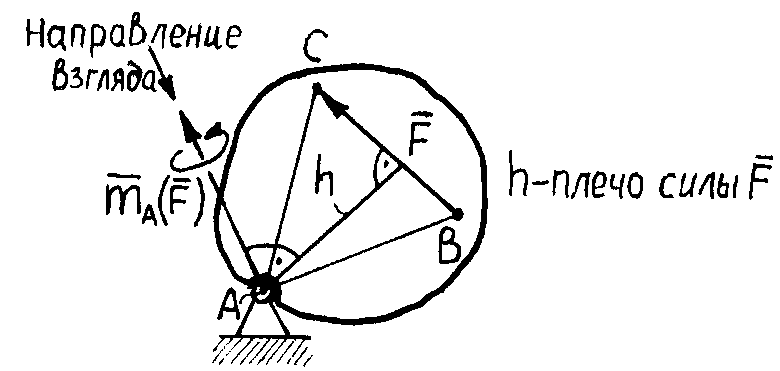 Направление
взгляда
C
F̅
h
h-плечо силы F̅
m̅A(F̅)
B
A